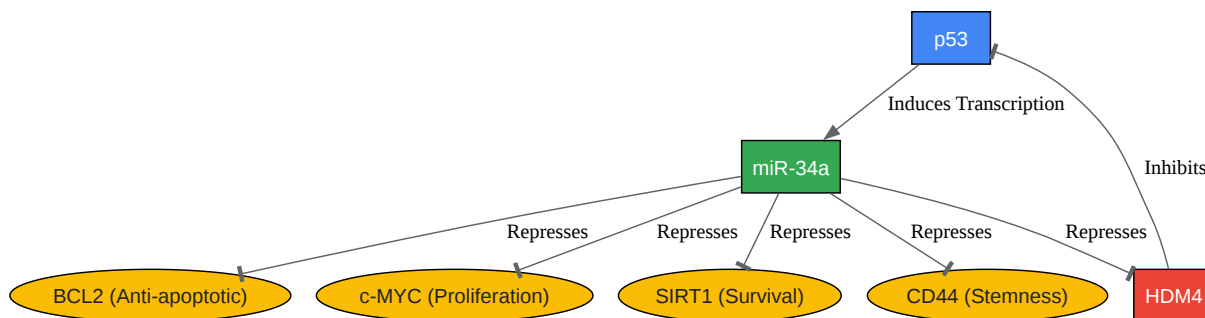 p53
Induces Transcription
miR-34a
Inhibits
Represses
Represses
Represses
Represses
Represses
BCL2 (Anti-apoptotic)
c-MYC (Proliferation)
SIRT1 (Survival)
CD44 (Stemness)
HDM4